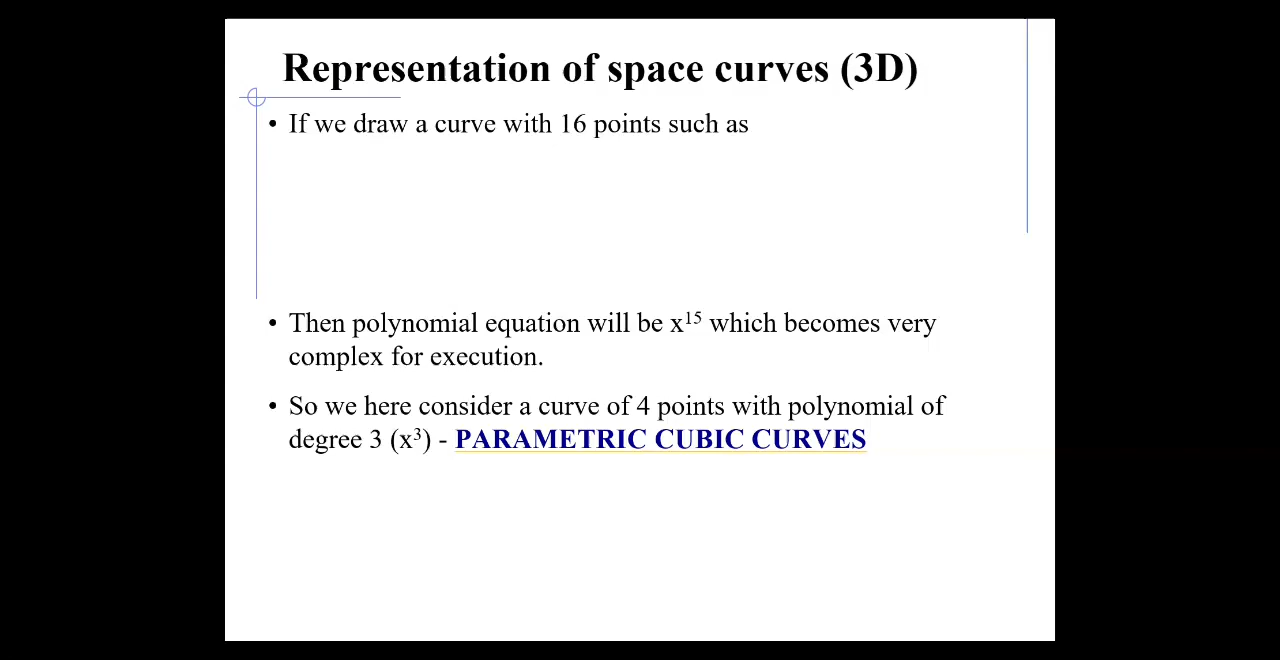 Representation of space curves (3D)
• If we draw a curve with 16 points such as
• Then polynomial equation will be x¹⁵ which becomes very
complex for execution.
• So we here consider a curve of 4 points with polynomial of
degree 3 (x³) - PARAMETRIC CUBIC CURVES